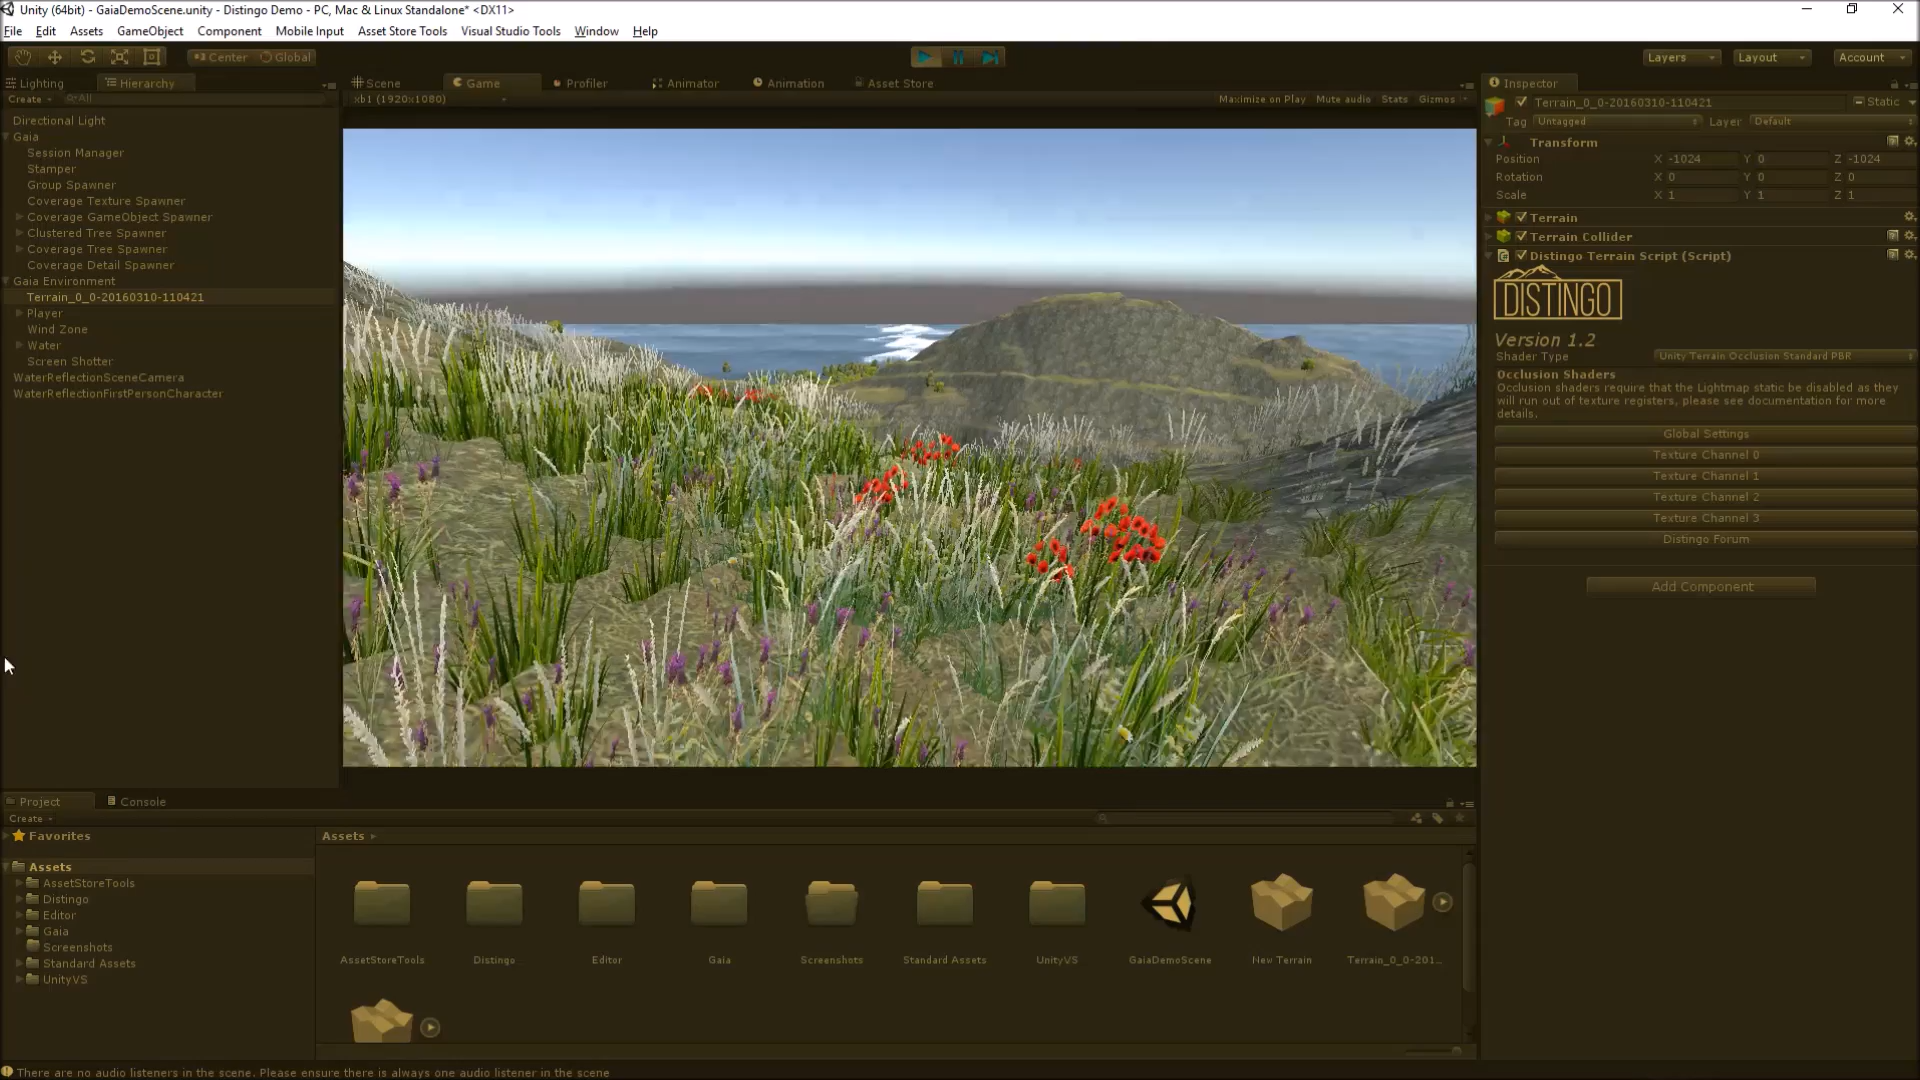 Unity (64bit) - GaiaDemoScene.unity - Distingo Demo - PC, Mac & Linux Standalone* <DX11>
File Edit Assets GameObject Component Mobile Input Asset Store Tools Visual Studio Tools Window Help
Center Global
Layers Layout Account
Lighting Hierarchy
Scene Game Profiler Animator Animation Asset Store
Inspector
Create All
xb1 (1920x1080)
Maximize on Play Mute audio Stats Gizmos
Terrain_0_0-20160310-110421
Static
Tag Untagged Layer Default
Directional Light
Gaia
Session Manager
Stamper
Group Spawner
Coverage Texture Spawner
Coverage GameObject Spawner
Clustered Tree Spawner
Coverage Tree Spawner
Coverage Detail Spawner
Gaia Environment
Terrain_0_0-20160310-110421
Player
Wind Zone
Water
Screen Shotter
WaterReflectionSceneCamera
WaterReflectionFirstPersonCharacter
Transform
Position X -1024 Y 0 Z -1024
Rotation X 0 Y 0 Z 0
Scale X 1 Y 1 Z 1
Terrain
Terrain Collider
Distingo Terrain Script (Script)
DISTINGO
Version 1.2
Shader Type Unity Terrain Occlusion Standard PBR
Occlusion Shaders
Occlusion shaders require that the Lightmap static be disabled as they
will run out of texture registers, please see documentation for more
details.
Global Settings
Texture Channel 0
Texture Channel 1
Texture Channel 2
Texture Channel 3
Distingo Forum
Add Component
Project Console
Create
Favorites
Assets
AssetStoreTools
Distingo
Editor
Gaia
Screenshots
Standard Assets
UnityVS
Assets
AssetStoreTools Distingo Editor Gaia Screenshots Standard Assets UnityVS GaiaDemoScene New Terrain Terrain_0_0-201...
There are no audio listeners in the scene. Please ensure there is always one audio listener in the scene